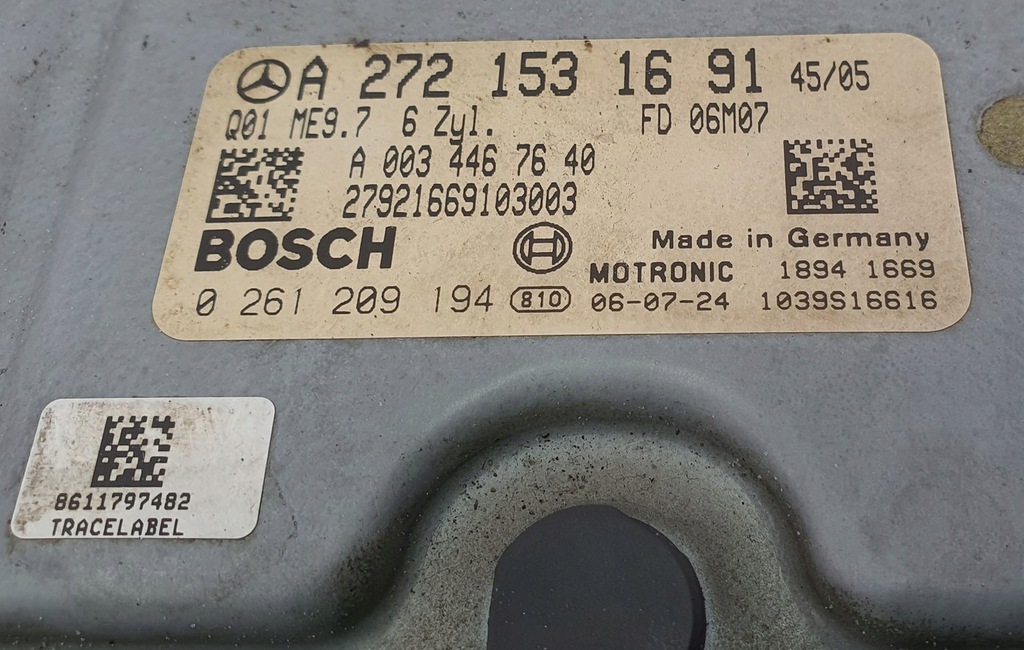 A 272 153 16 91 45/05
Q01 ME9.7 6 Zyl. FD 06M07
A 003 446 76 40
27921669103003
BOSCH Made in Germany
MOTRONIC 1894 1669
0 261 209 194 810 06-07-24 1039S16616
8611797482
TRACELABEL